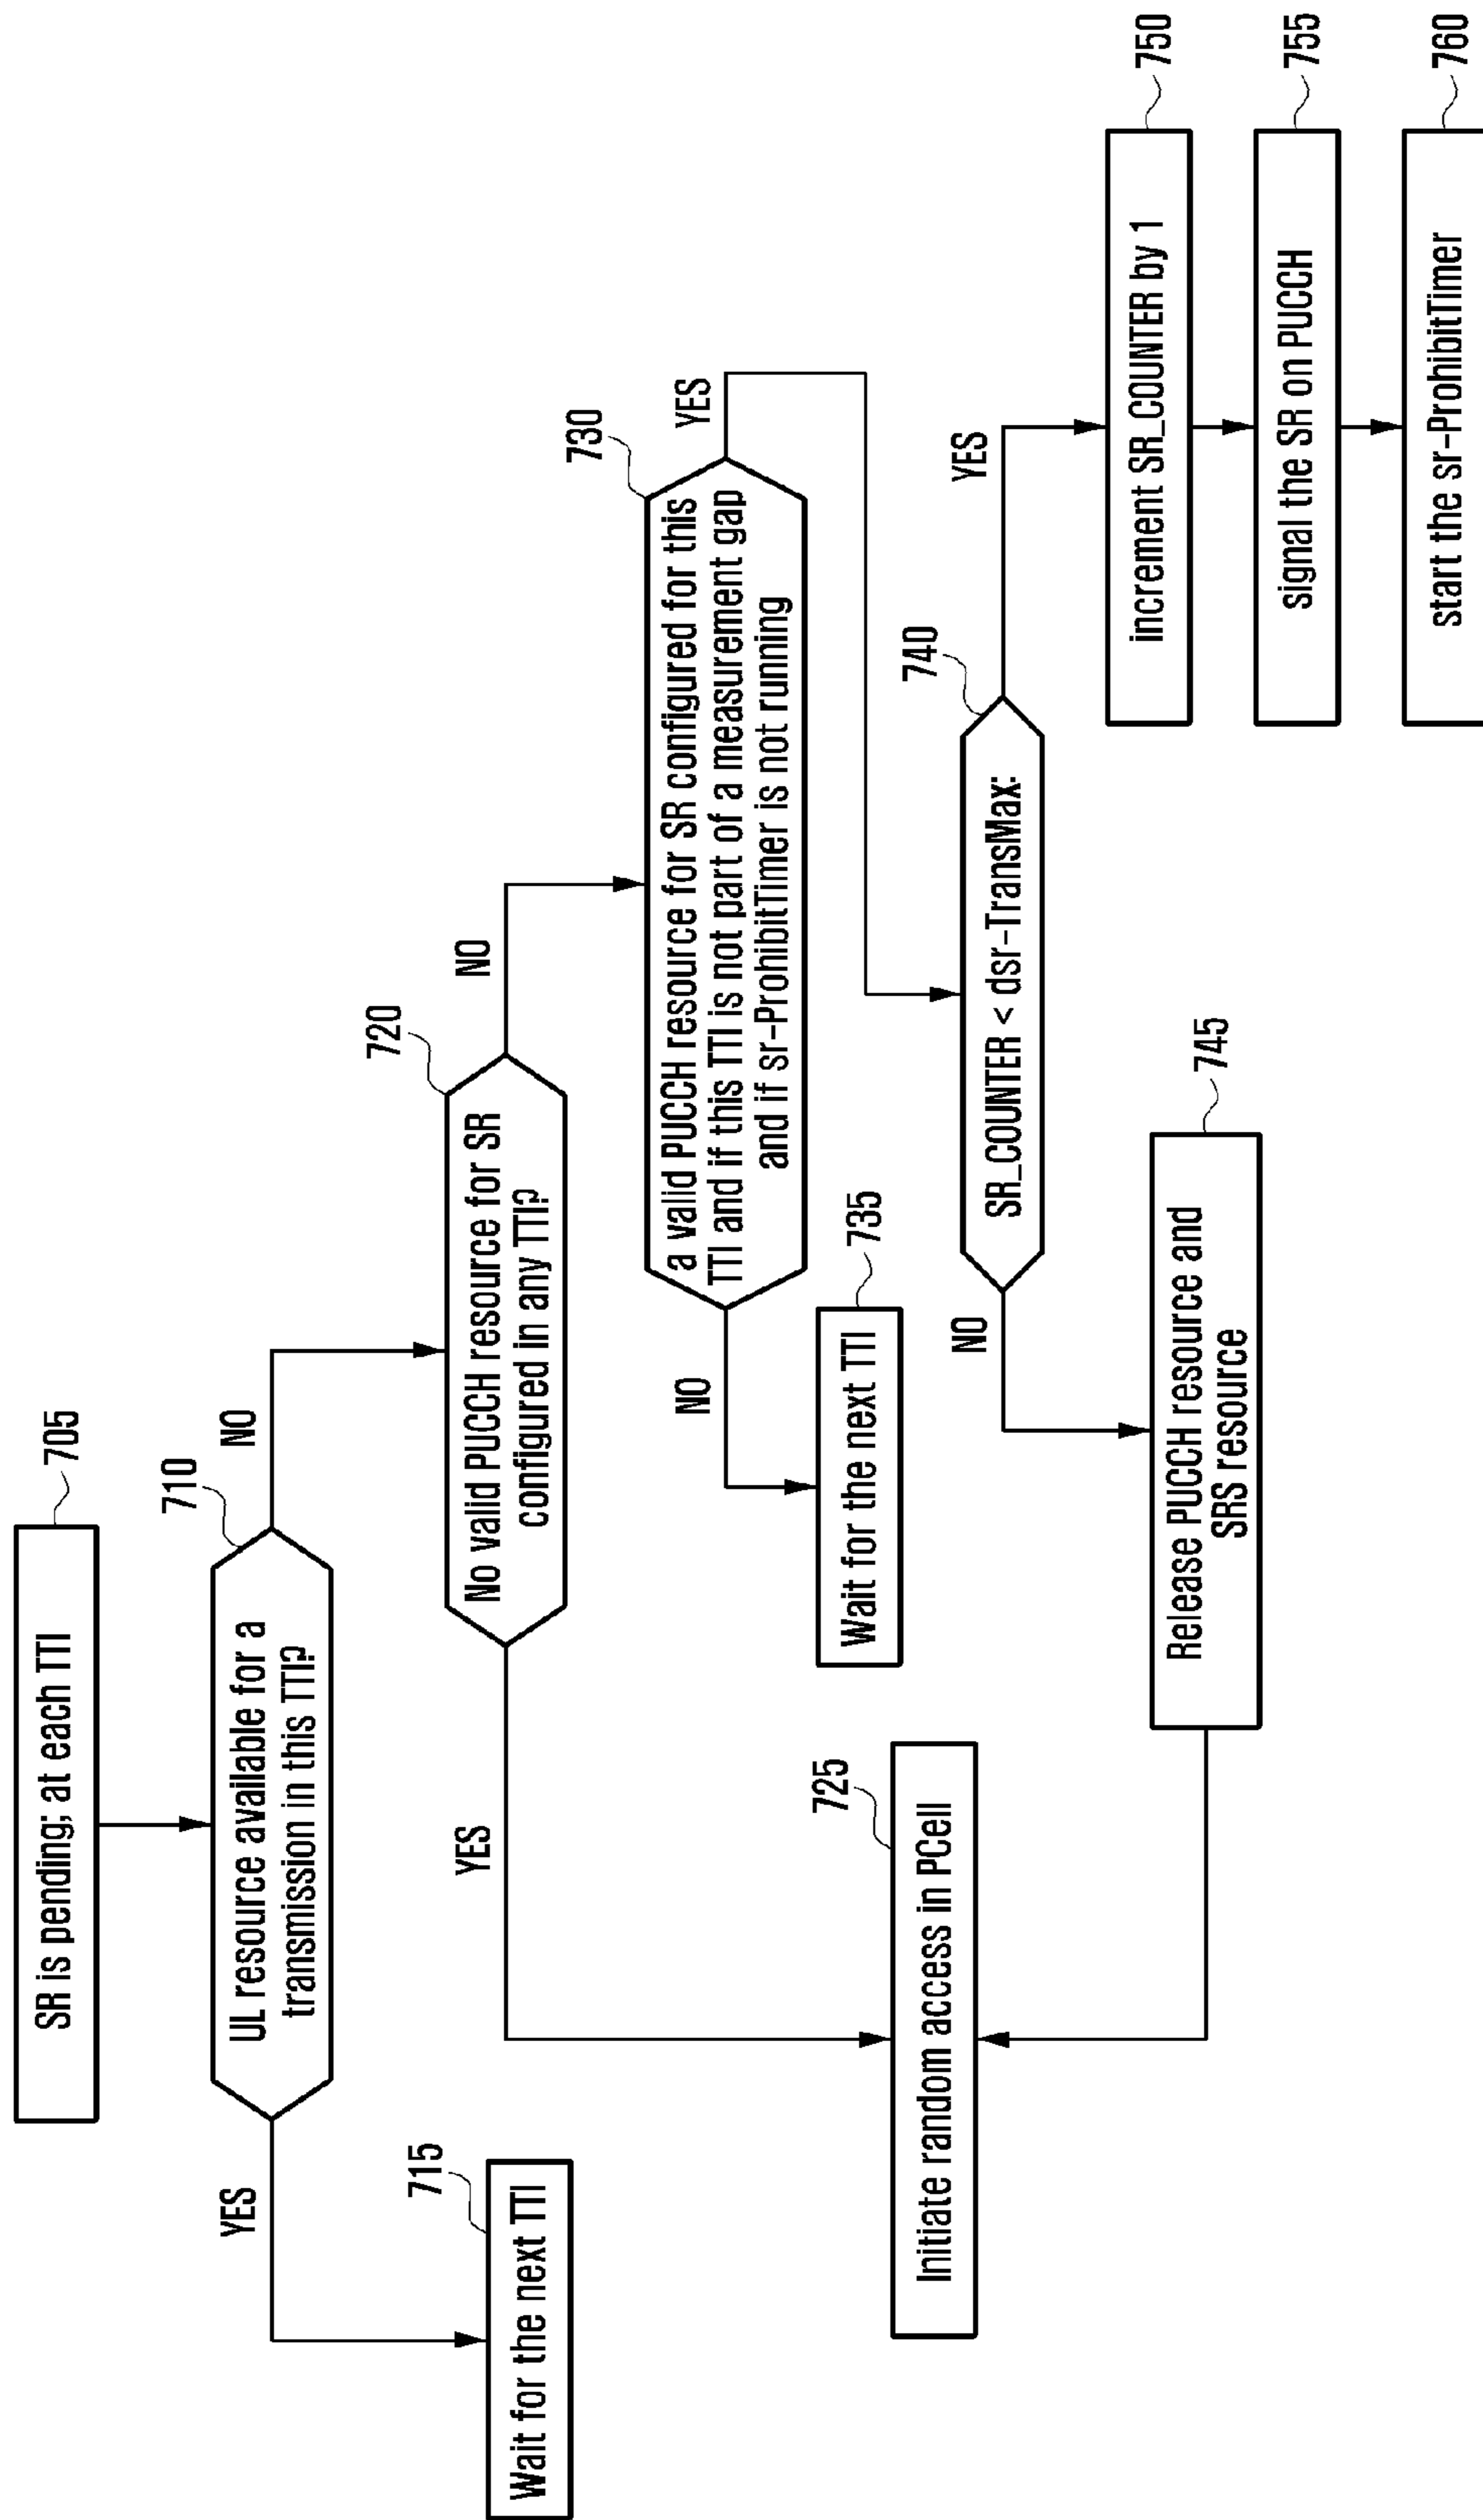 705
SR is pending; at each TTI
710
UL resource available for a
transmission in this TTI?
YES
NO
715
Wait for the next TTI
720
No valid PUCCH resource for SR
configured in any TTI?
YES
NO
725
Initiate random access in PCell
730
a valid PUCCH resource for SR configured for this
TTI and if this TTI is not part of a measurement gap
and if sr-ProhibitTimer is not running
NO
YES
735
Wait for the next TTI
740
SR_COUNTER < dsr-TransMax:
NO
YES
745
Release PUCCH resource and
SRS resource
750
increment SR_COUNTER by 1
755
signal the SR on PUCCH
760
start the sr-ProhibitTimer